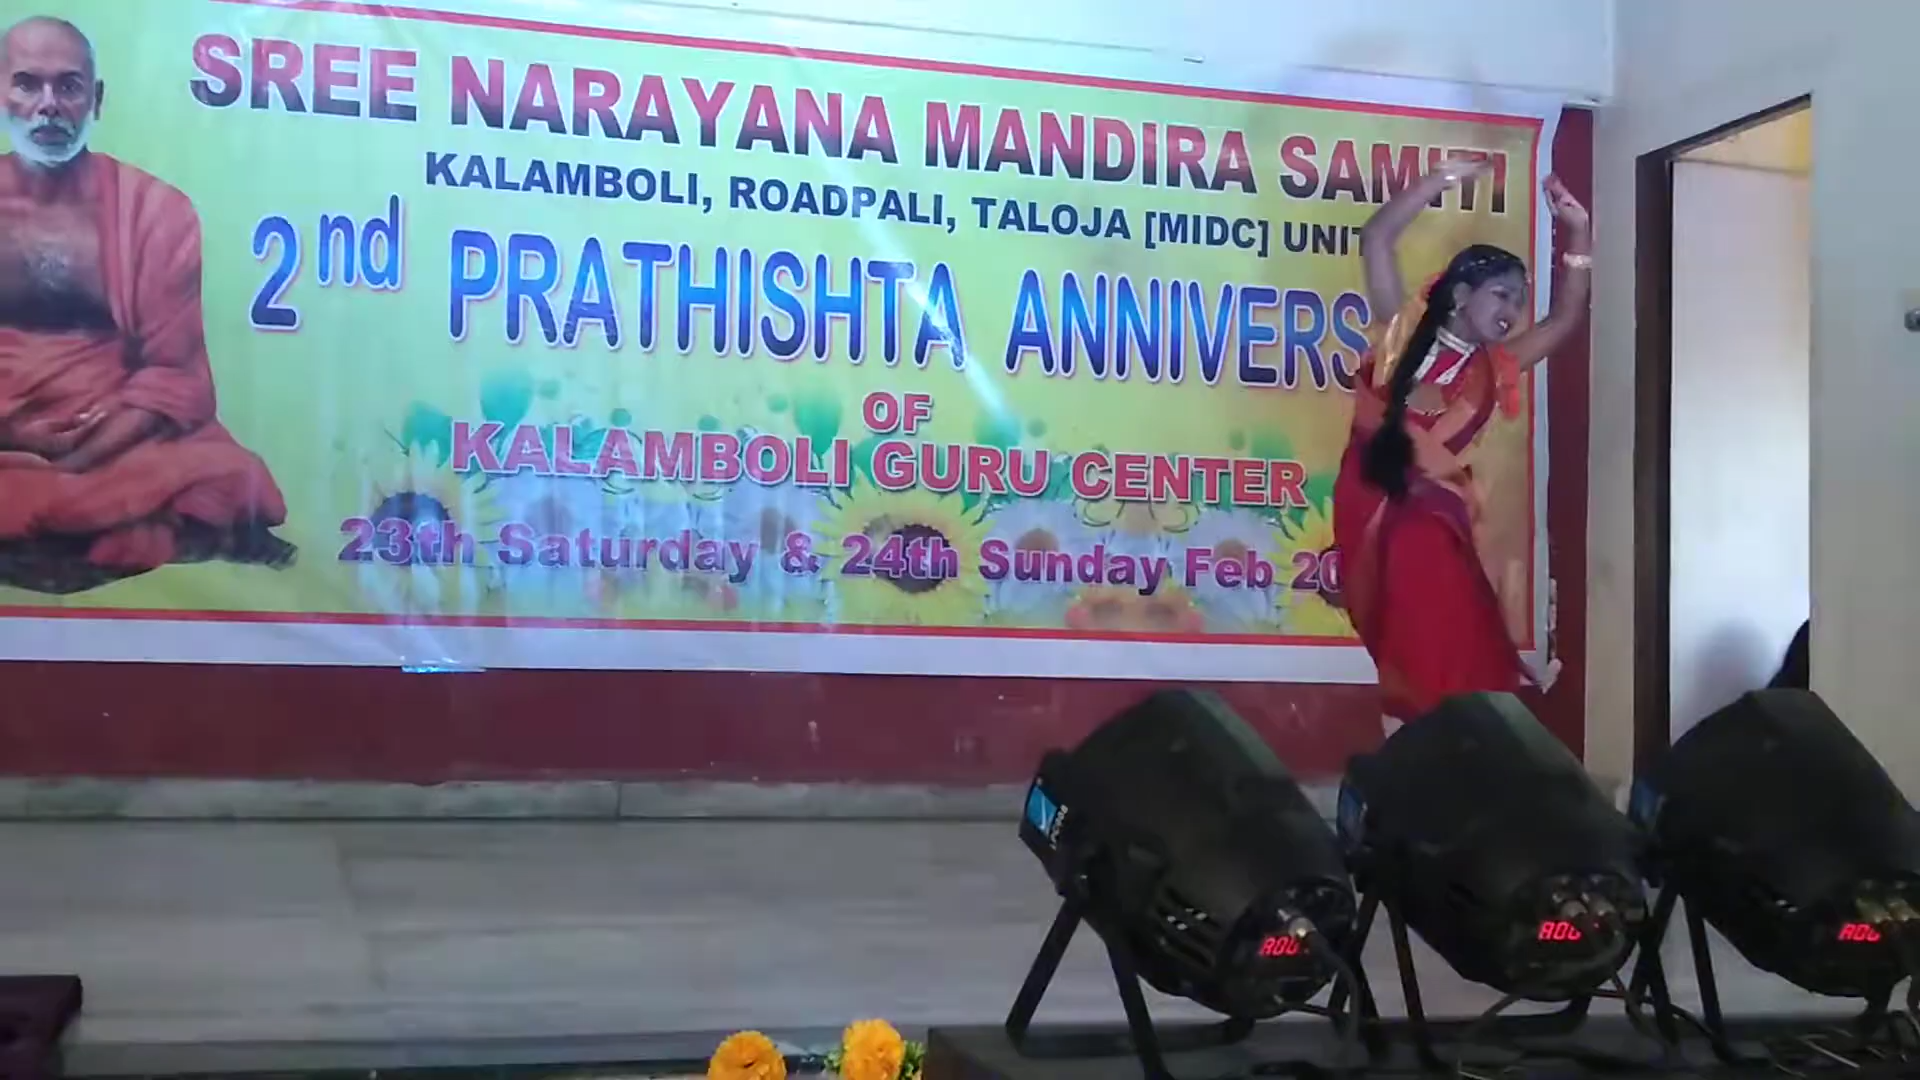 SREE NARAYANA MANDIRA SAMITI
KALAMBOLI, ROADPALI, TALOJA [MIDC] UNIT
2nd PRATHISHTA ANNIVERS
OF
KALAMBOLI GURU CENTER
23th Saturday & 24th Sunday Feb 20